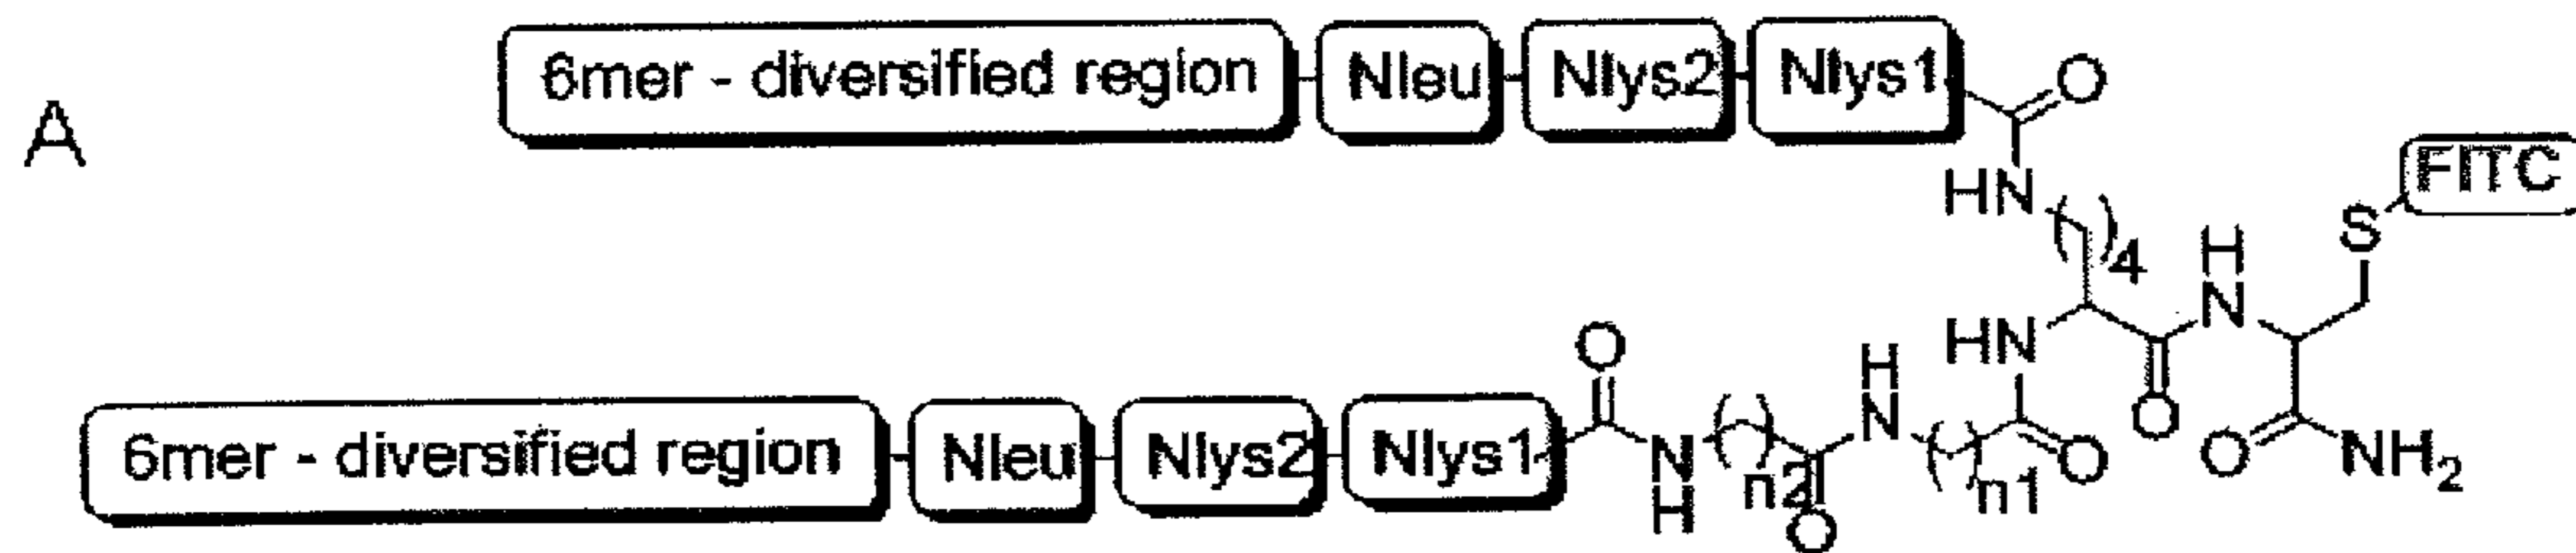 A
6mer - diversified region Nleu Nlys2 Nlys1
O
HN
( )4
FITC
S
H
N
HN
O
O
NH2
6mer - diversified region Nleu Nlys2 Nlys1
O
N
H
( )n2
O
H
N
( )n1
O